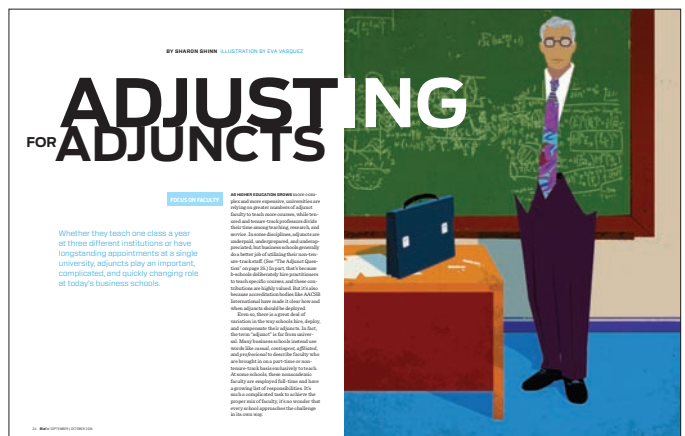 BY SHARON SHINN ILLUSTRATION BY EVA VASQUEZ
ADJUSTING
FOR ADJUNCTS
FOCUS ON FACULTY
Whether they teach one class a year
at three different institutions or have
longstanding appointments at a single
university, adjuncts play an important,
complicated, and quickly changing role
at today's business schools.
AS HIGHER EDUCATION GROWS more com-
plex and more expensive, universities are
relying on greater numbers of adjunct
faculty to teach more courses, while ten-
ured and tenure-track professors divide
their time among teaching, research, and
service. In some disciplines, adjuncts are
underpaid, underprepared, and underap-
preciated, but business schools generally
do a better job of utilizing their non-ten-
ure-track staff. (See "The Adjunct Ques-
tion" on page 35.) In part, that's because
b-schools deliberately hire practitioners
to teach specific courses, and these con-
tributions are highly valued. But it's also
because accreditation bodies like AACSB
International have made it clear how and
when adjuncts should be deployed.
Even so, there is a great deal of
variation in the way schools hire, deploy,
and compensate their adjuncts. In fact,
the term "adjunct" is far from univer-
sal. Many business schools instead use
words like casual, contingent, affiliated,
and professional to describe faculty who
are brought in on a part-time or non-
tenure-track basis exclusively to teach.
At some schools, these nonacademic
faculty are employed full-time and have
a growing list of responsibilities. It's
such a complicated task to achieve the
proper mix of faculty, it's no wonder that
every school approaches the challenge
in its own way.
SEPTEMBER | OCTOBER